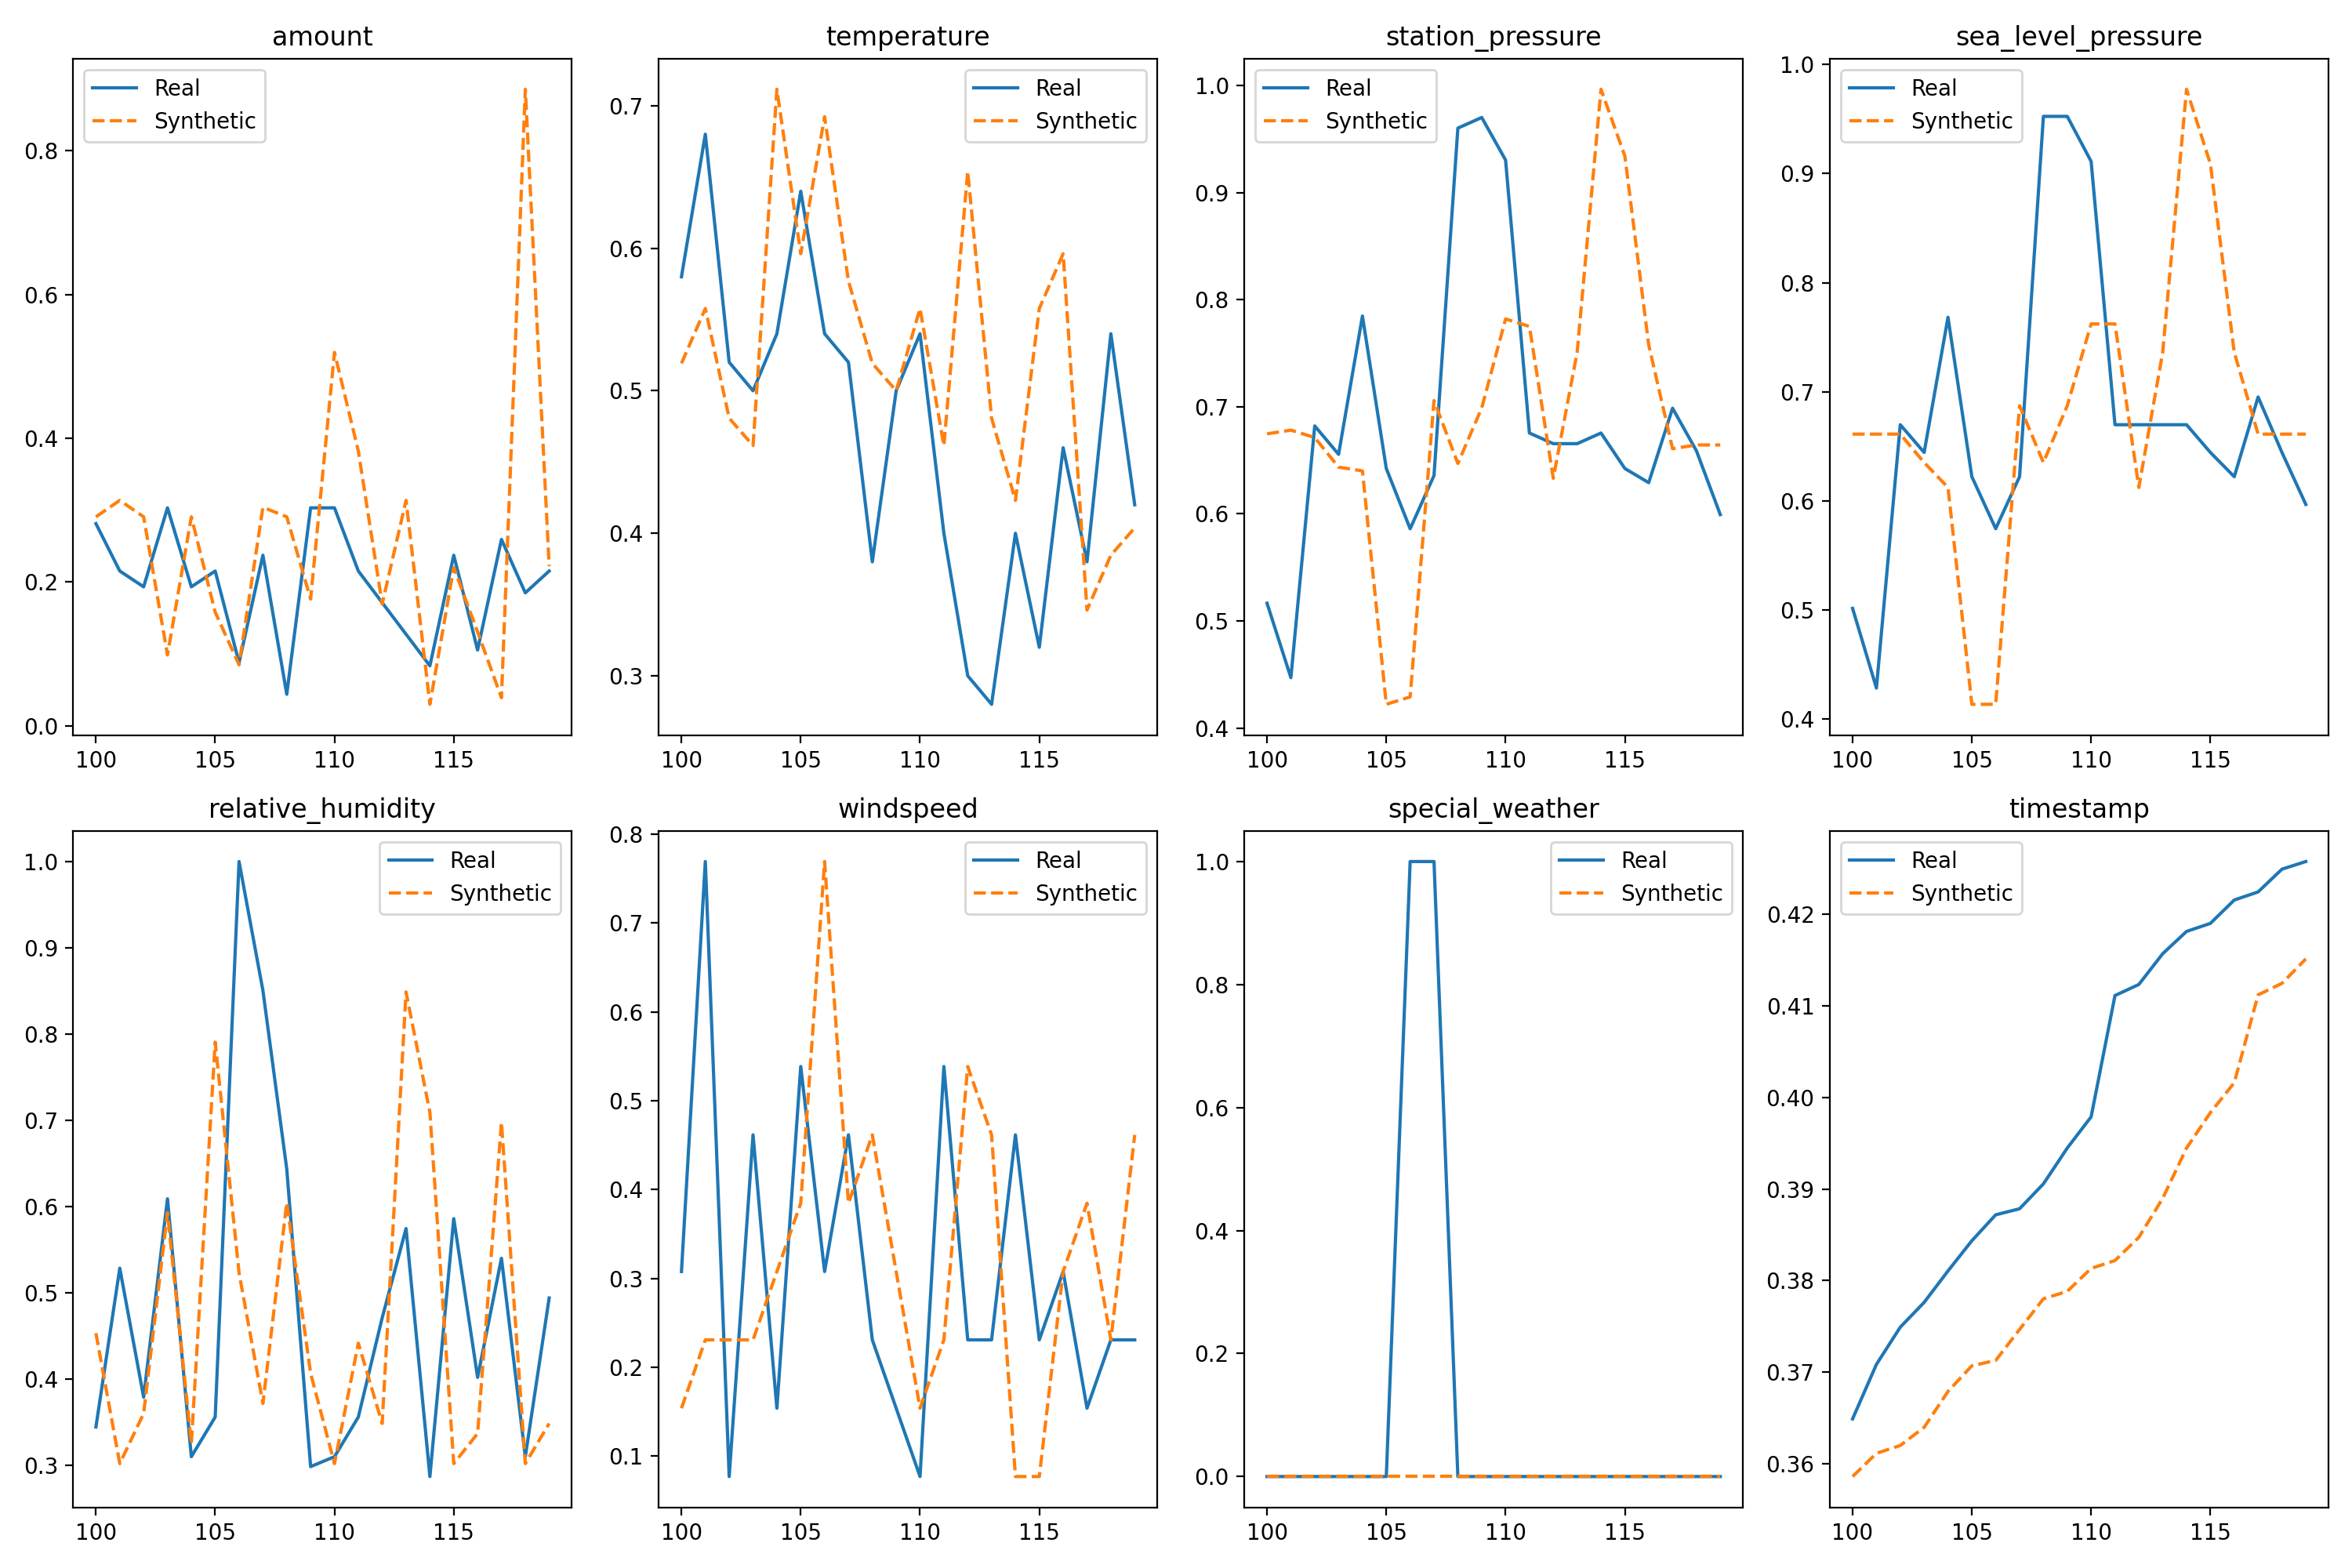 amount
Real
Synthetic
0.8
0.6
0.4
0.2
0.0
100 105 110 115
temperature
Real
Synthetic
0.7
0.6
0.5
0.4
0.3
100 105 110 115
station_pressure
Real
Synthetic
1.0
0.9
0.8
0.7
0.6
0.5
0.4
100 105 110 115
sea_level_pressure
Real
Synthetic
1.0
0.9
0.8
0.7
0.6
0.5
0.4
100 105 110 115
relative_humidity
Real
Synthetic
1.0
0.9
0.8
0.7
0.6
0.5
0.4
0.3
100 105 110 115
windspeed
Real
Synthetic
0.8
0.7
0.6
0.5
0.4
0.3
0.2
0.1
100 105 110 115
special_weather
Real
Synthetic
1.0
0.8
0.6
0.4
0.2
0.0
100 105 110 115
timestamp
Real
Synthetic
0.42
0.41
0.40
0.39
0.38
0.37
0.36
100 105 110 115